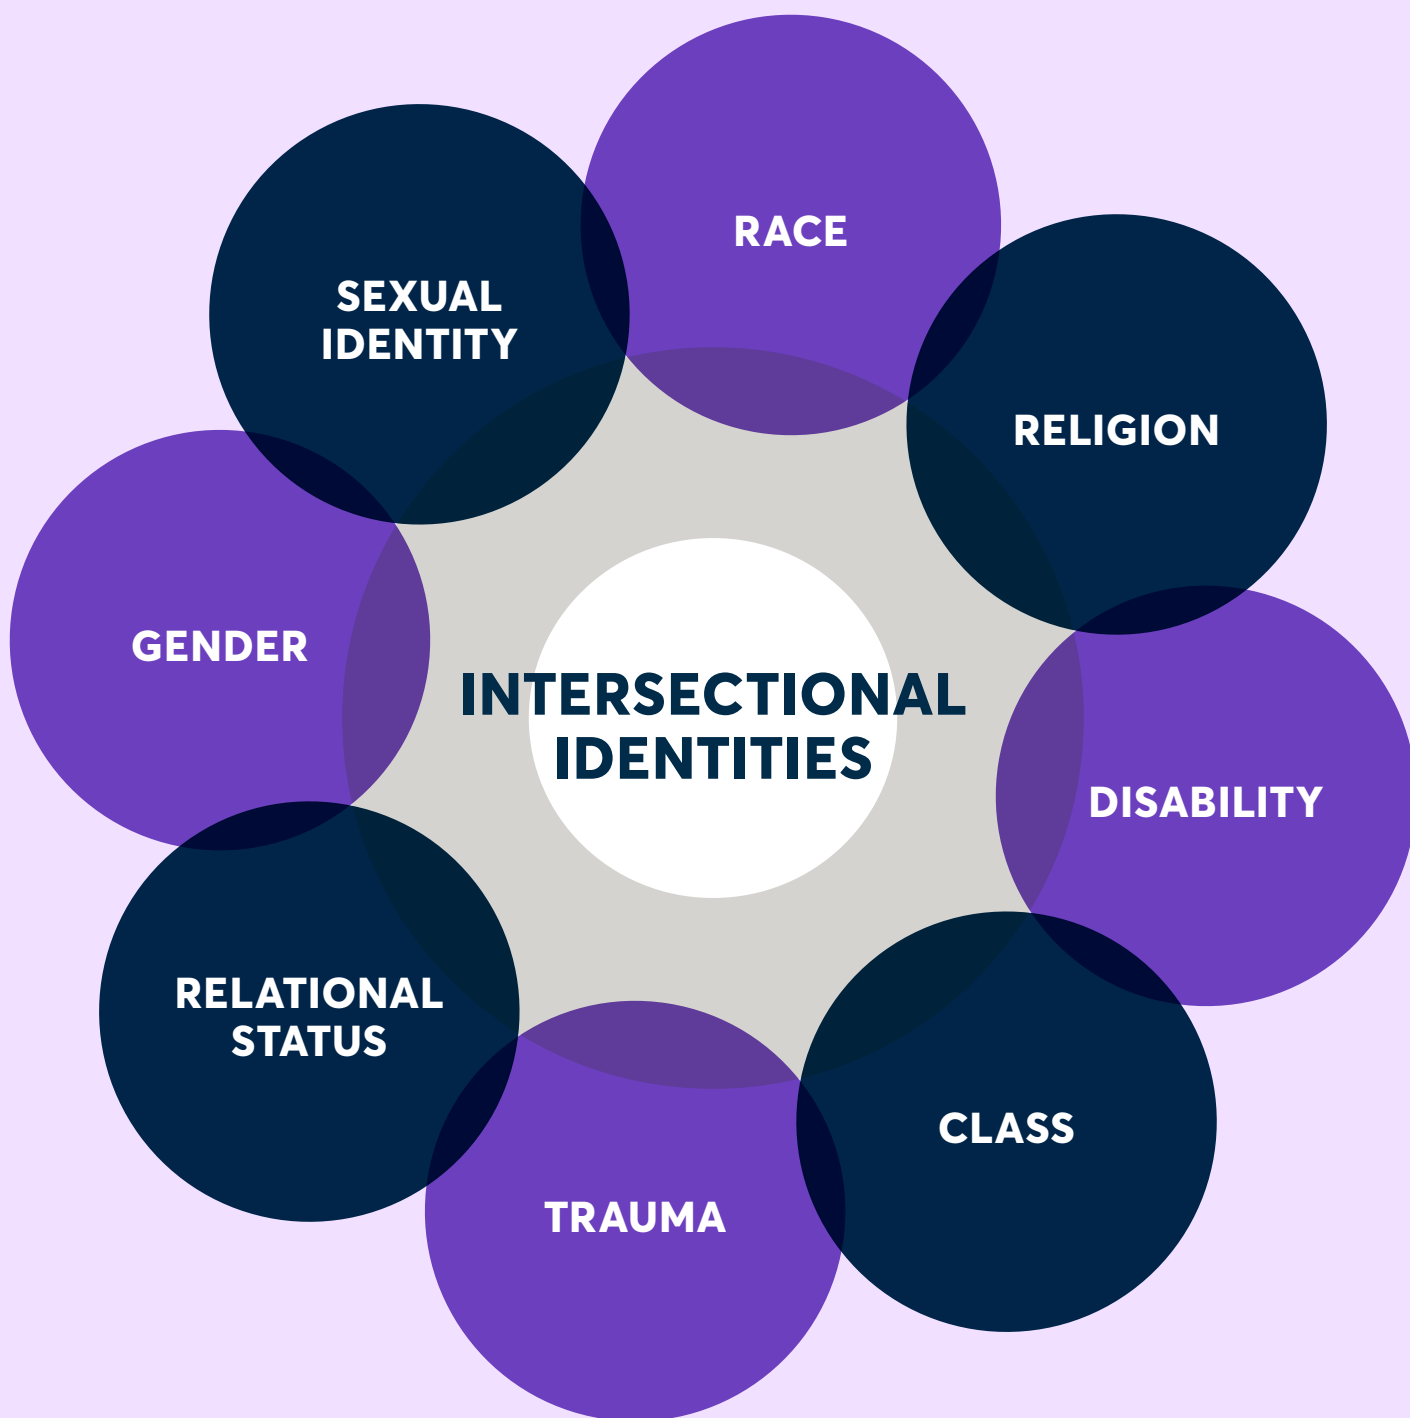 RACE
SEXUAL
IDENTITY
RELIGION
GENDER
INTERSECTIONAL
IDENTITIES
DISABILITY
RELATIONAL
STATUS
CLASS
TRAUMA